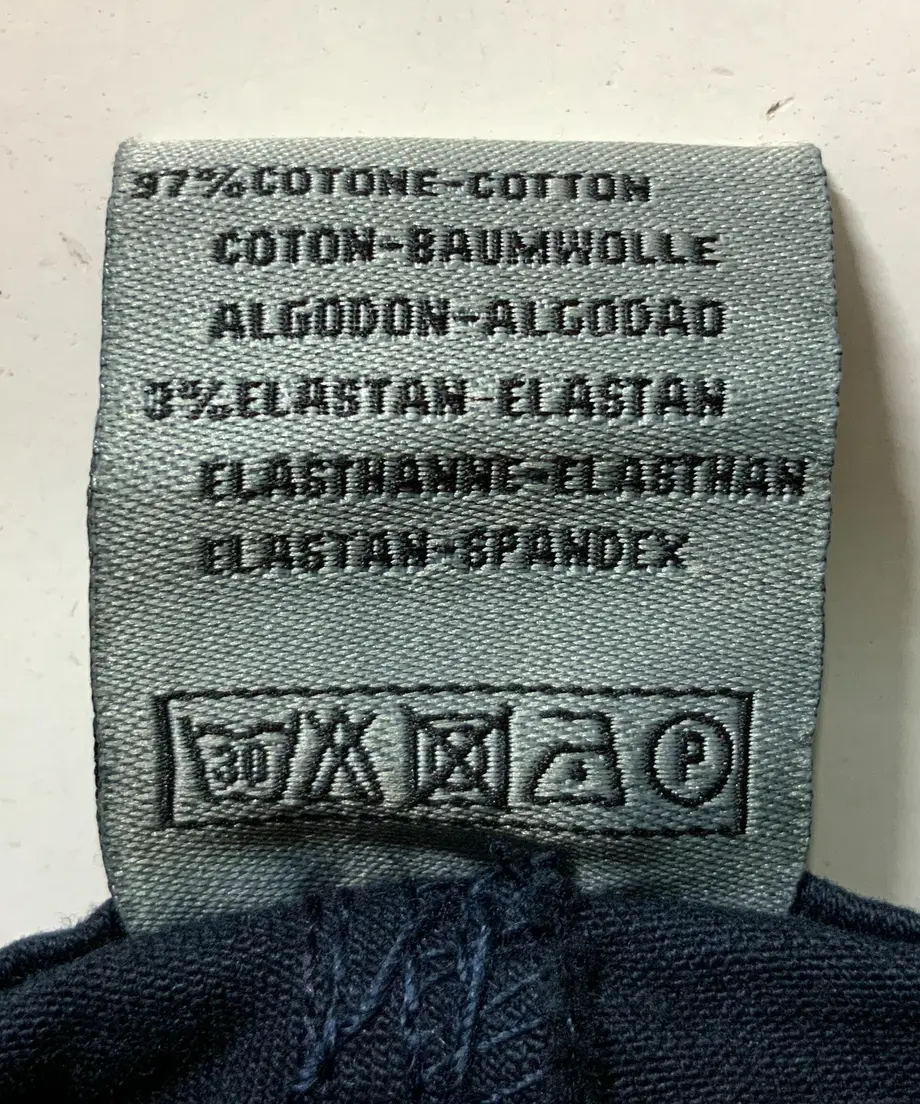 97%COTONE-COTTON
COTON-BAUMWOLLE
ALGODON-ALGODAO
3%ELASTAN-ELASTAN
ELASTHANNE-ELASTHAN
ELASTAN-SPANDEX
30 P